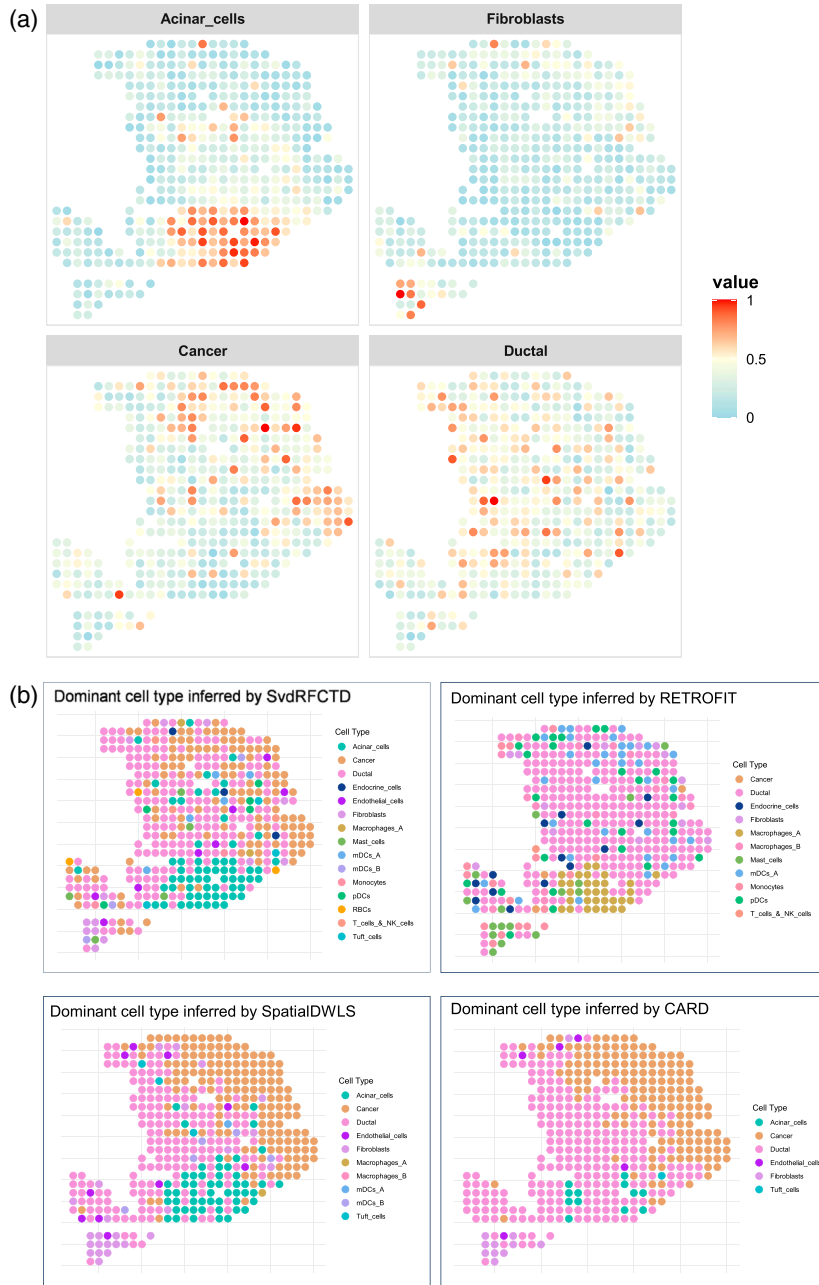 (a)
Acinar_cells
Fibroblasts
value
1
0.5
0
Cancer
Ductal
(b)
Dominant cell type inferred by SvdRFCTD
Cell Type
Acinar_cells
Cancer
Ductal
Endocrine_cells
Endothelial_cells
Fibroblasts
Macrophages_A
Mast_cells
mDCs_A
mDCs_B
Monocytes
pDCs
RBCs
T_cells_&_NK_cells
Tuft_cells
Dominant cell type inferred by RETROFIT
Cell Type
Cancer
Ductal
Endocrine_cells
Fibroblasts
Macrophages_A
Macrophages_B
Mast_cells
mDCs_A
Monocytes
pDCs
T_cells_&_NK_cells
Dominant cell type inferred by SpatialDWLS
Cell Type
Acinar_cells
Cancer
Ductal
Endothelial_cells
Fibroblasts
Macrophages_A
Macrophages_B
mDCs_A
mDCs_B
Tuft_cells
Dominant cell type inferred by CARD
Cell Type
Acinar_cells
Cancer
Ductal
Endothelial_cells
Fibroblasts
Tuft_cells